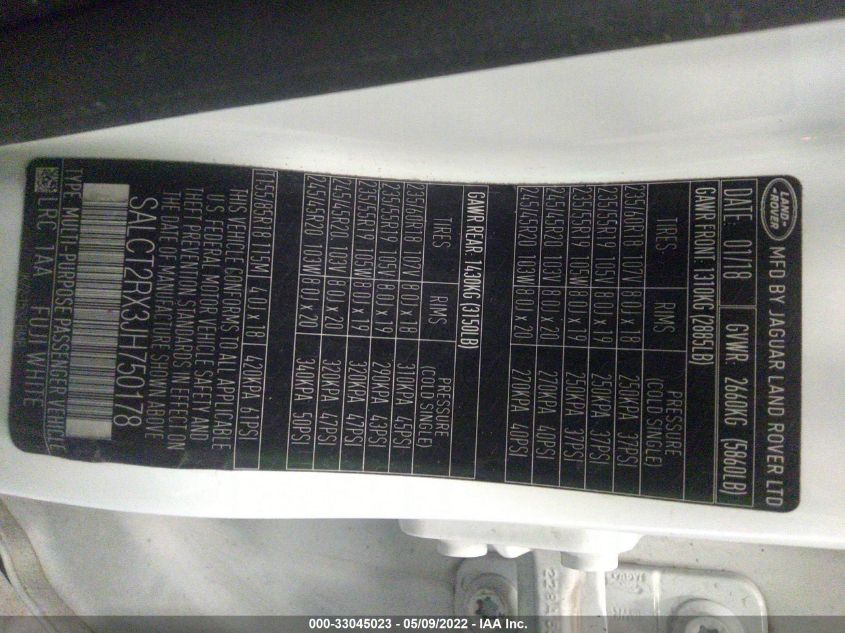 LAND
ROVER
MFD BY JAGUAR LAND ROVER LTD
DATE: 01/18 GVWR: 2660KG (5860LB)
GAWR FRONT: 1310KG (2885LB)
TIRES RIMS PRESSURE
(COLD SINGLE)
235/60R18 107V 8.0J x 18 250KPA 37PSI
235/55R19 105V 8.0J x 19 250KPA 37PSI
235/55R19 105W 8.0J x 19 250KPA 37PSI
245/45R20 103V 8.0J x 20 270KPA 40PSI
245/45R20 103W 8.0J x 20 270KPA 40PSI
GAWR REAR: 1430KG (3150LB)
TIRES RIMS PRESSURE
(COLD SINGLE)
235/60R18 107V 8.0J x 18 310KPA 45PSI
235/55R19 105V 8.0J x 19 290KPA 43PSI
235/55R19 105W 8.0J x 19 320KPA 47PSI
245/45R20 103V 8.0J x 20 320KPA 47PSI
245/45R20 103W 8.0J x 20 340KPA 50PSI
T155/85R18 115M 4.0J x 18 420KPA 61PSI
THIS VEHICLE CONFORMS TO ALL APPLICABLE
U.S. FEDERAL MOTOR VEHICLE SAFETY AND
THEFT PREVENTION STANDARDS IN EFFECT ON
THE DATE OF MANUFACTURE SHOWN ABOVE
SALCT2RX3JH750178
TYPE: MULTI-PURPOSE PASSENGER VEHICLE
LRC 1AA FUJI WHITE
000-33045023 - 05/09/2022 - IAA Inc.